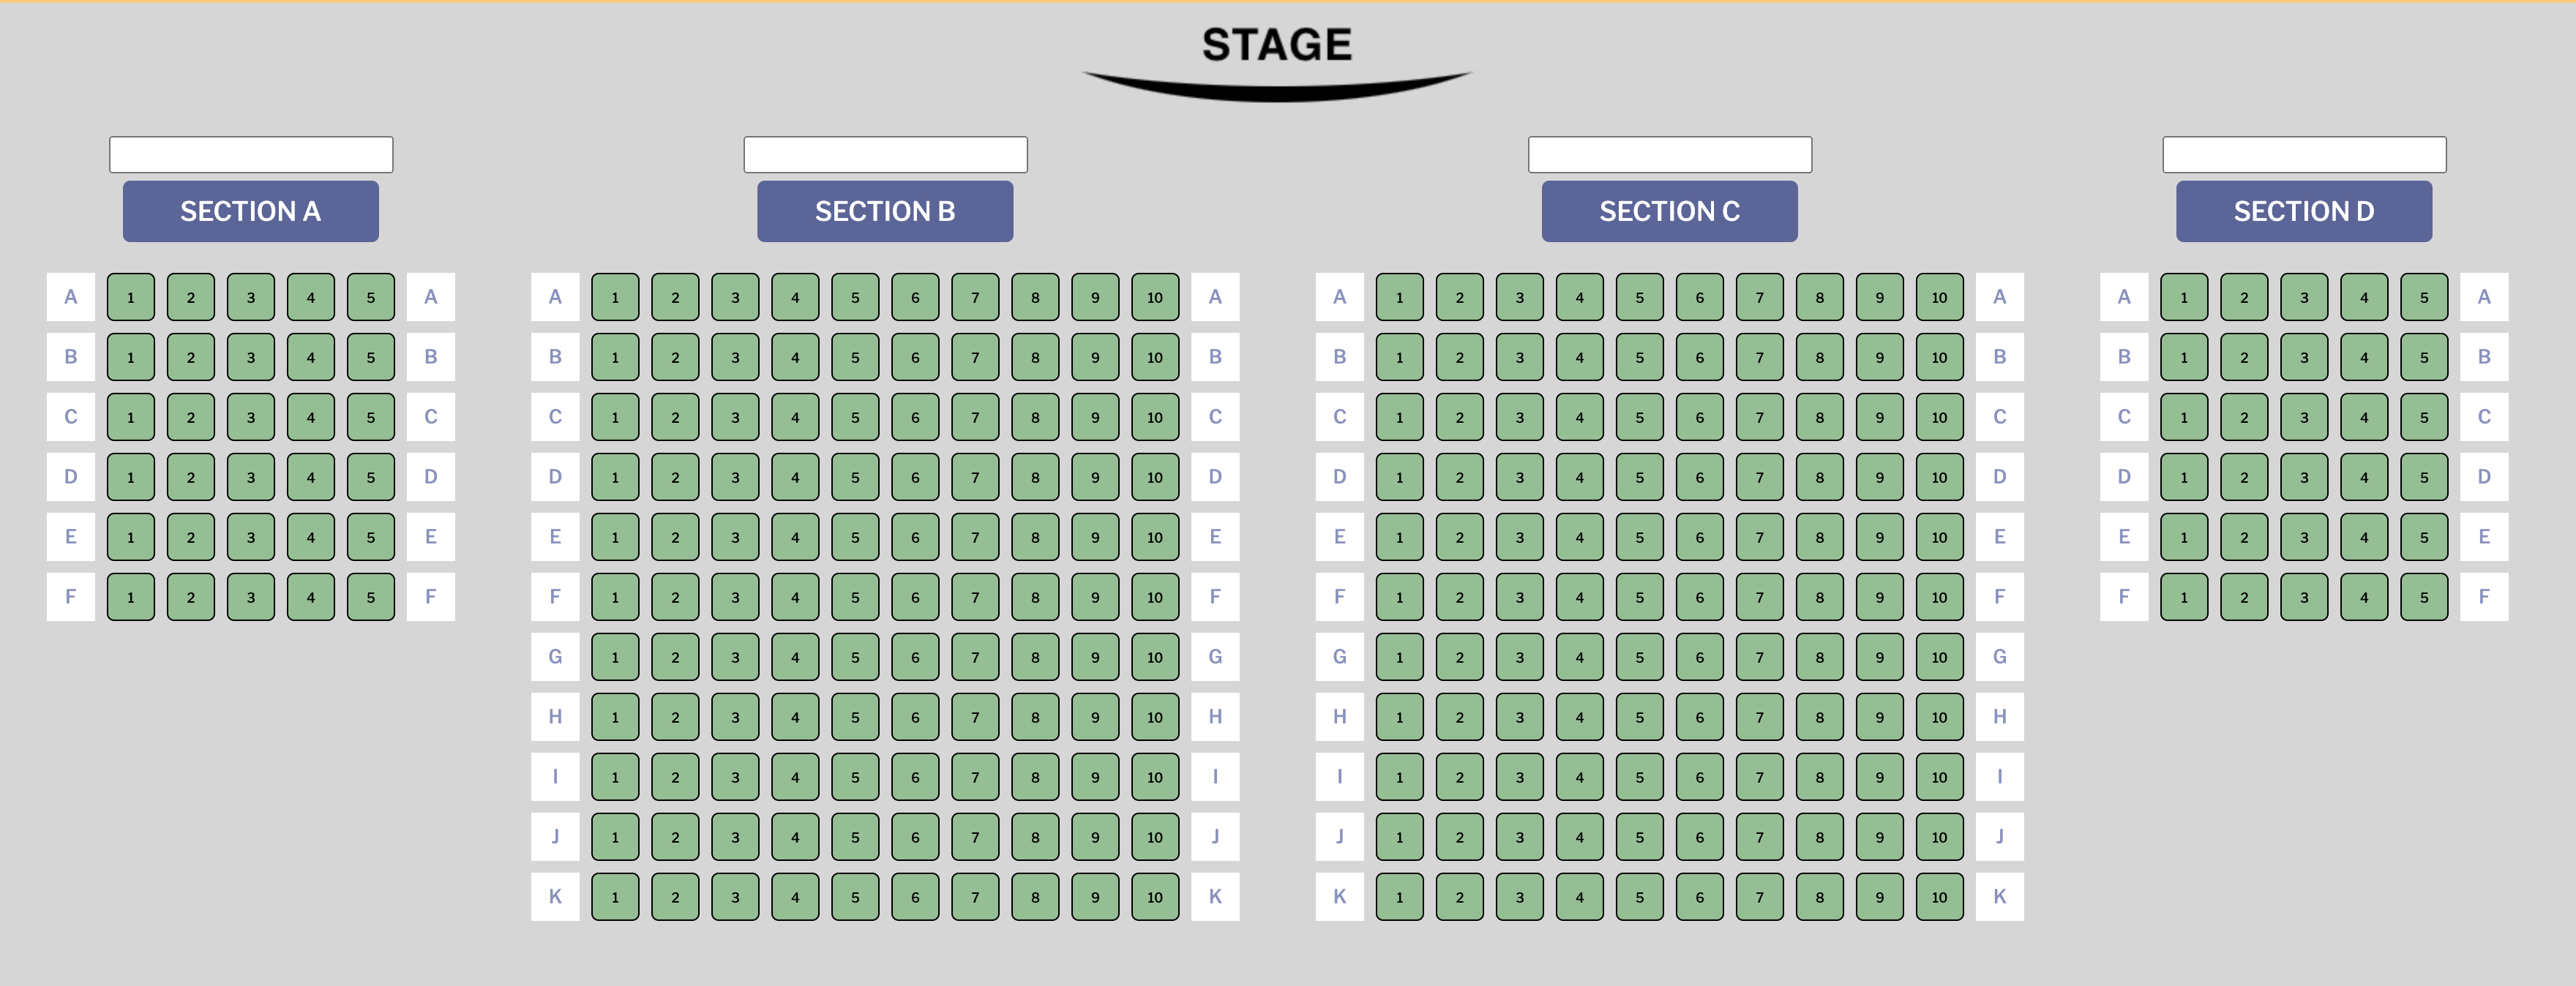 STAGE
SECTION A SECTION B SECTION C SECTION D
A 1 2 3 4 5 A A 1 2 3 4 5 6 7 8 9 10 A A 1 2 3 4 5 6 7 8 9 10 A A 1 2 3 4 5 A
B 1 2 3 4 5 B B 1 2 3 4 5 6 7 8 9 10 B B 1 2 3 4 5 6 7 8 9 10 B B 1 2 3 4 5 B
C 1 2 3 4 5 C C 1 2 3 4 5 6 7 8 9 10 C C 1 2 3 4 5 6 7 8 9 10 C C 1 2 3 4 5 C
D 1 2 3 4 5 D D 1 2 3 4 5 6 7 8 9 10 D D 1 2 3 4 5 6 7 8 9 10 D D 1 2 3 4 5 D
E 1 2 3 4 5 E E 1 2 3 4 5 6 7 8 9 10 E E 1 2 3 4 5 6 7 8 9 10 E E 1 2 3 4 5 E
F 1 2 3 4 5 F F 1 2 3 4 5 6 7 8 9 10 F F 1 2 3 4 5 6 7 8 9 10 F F 1 2 3 4 5 F
G 1 2 3 4 5 6 7 8 9 10 G G 1 2 3 4 5 6 7 8 9 10 G
H 1 2 3 4 5 6 7 8 9 10 H H 1 2 3 4 5 6 7 8 9 10 H
I 1 2 3 4 5 6 7 8 9 10 I I 1 2 3 4 5 6 7 8 9 10 I
J 1 2 3 4 5 6 7 8 9 10 J J 1 2 3 4 5 6 7 8 9 10 J
K 1 2 3 4 5 6 7 8 9 10 K K 1 2 3 4 5 6 7 8 9 10 K